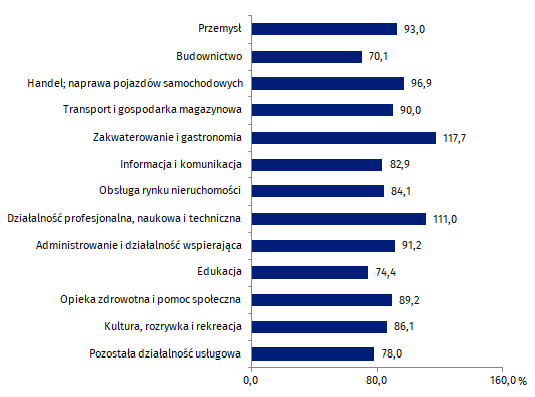 Przemysł 93,0
Budownictwo 70,1
Handel; naprawa pojazdów samochodowych 96,9
Transport i gospodarka magazynowa 90,0
Zakwaterowanie i gastronomia 117,7
Informacja i komunikacja 82,9
Obsługa rynku nieruchomości 84,1
Działalność profesjonalna, naukowa i techniczna 111,0
Administrowanie i działalność wspierająca 91,2
Edukacja 74,4
Opieka zdrowotna i pomoc społeczna 89,2
Kultura, rozrywka i rekreacja 86,1
Pozostała działalność usługowa 78,0
0,0 80,0 160,0 %